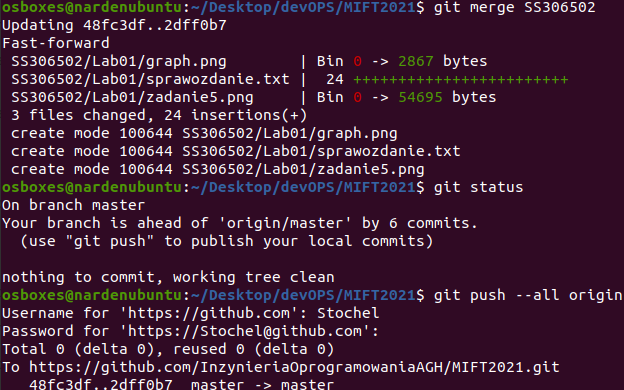 osboxes@nardenubuntu:~/Desktop/devOPS/MIFT2021$ git merge SS306502
Updating 48fc3df..2dff0b7
Fast-forward
 SS306502/Lab01/graph.png        | Bin 0 -> 2867 bytes
 SS306502/Lab01/sprawozdanie.txt |  24 ++++++++++++++++++++++++
 SS306502/Lab01/zadanie5.png     | Bin 0 -> 54695 bytes
 3 files changed, 24 insertions(+)
 create mode 100644 SS306502/Lab01/graph.png
 create mode 100644 SS306502/Lab01/sprawozdanie.txt
 create mode 100644 SS306502/Lab01/zadanie5.png
osboxes@nardenubuntu:~/Desktop/devOPS/MIFT2021$ git status
On branch master
Your branch is ahead of 'origin/master' by 6 commits.
  (use "git push" to publish your local commits)

nothing to commit, working tree clean
osboxes@nardenubuntu:~/Desktop/devOPS/MIFT2021$ git push --all origin
Username for 'https://github.com': Stochel
Password for 'https://Stochel@github.com':
Total 0 (delta 0), reused 0 (delta 0)
To https://github.com/InzynieriaOprogramowaniaAGH/MIFT2021.git
   48fc3df..2dff0b7  master -> master